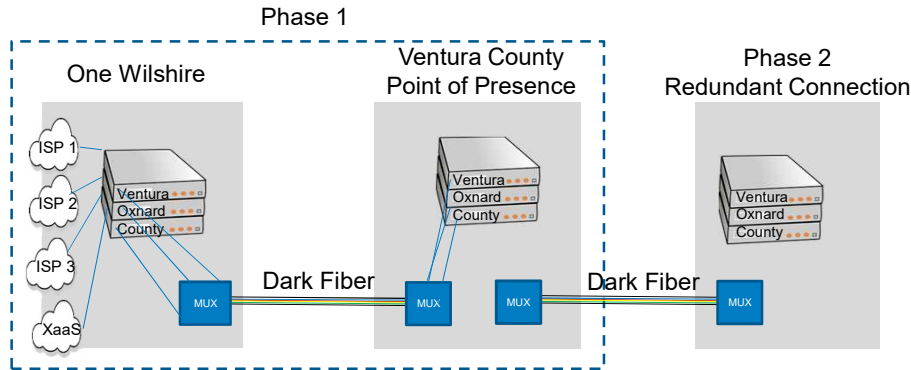 Phase 1
One Wilshire
Ventura County
Point of Presence
Phase 2
Redundant Connection
ISP 1
ISP 2
ISP 3
XaaS
Ventura
Oxnard
County
MUX
Dark Fiber
Ventura
Oxnard
County
MUX
MUX
Dark Fiber
Ventura
Oxnard
County
MUX